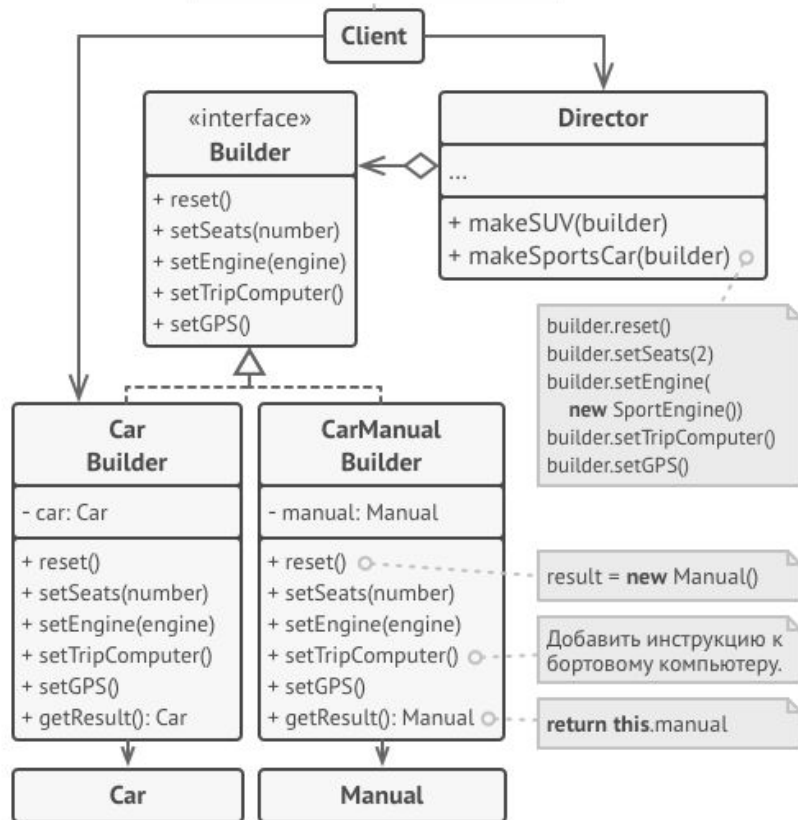 Client
«interface»
Builder
+ reset()
+ setSeats(number)
+ setEngine(engine)
+ setTripComputer()
+ setGPS()
Director
...
+ makeSUV(builder)
+ makeSportsCar(builder)
builder.reset()
builder.setSeats(2)
builder.setEngine(
new SportEngine())
builder.setTripComputer()
builder.setGPS()
Car
Builder
- car: Car
+ reset()
+ setSeats(number)
+ setEngine(engine)
+ setTripComputer()
+ setGPS()
+ getResult(): Car
CarManual
Builder
- manual: Manual
+ reset()
+ setSeats(number)
+ setEngine(engine)
+ setTripComputer()
+ setGPS()
+ getResult(): Manual
result = new Manual()
Добавить инструкцию к
бортовому компьютеру.
return this.manual
Car
Manual